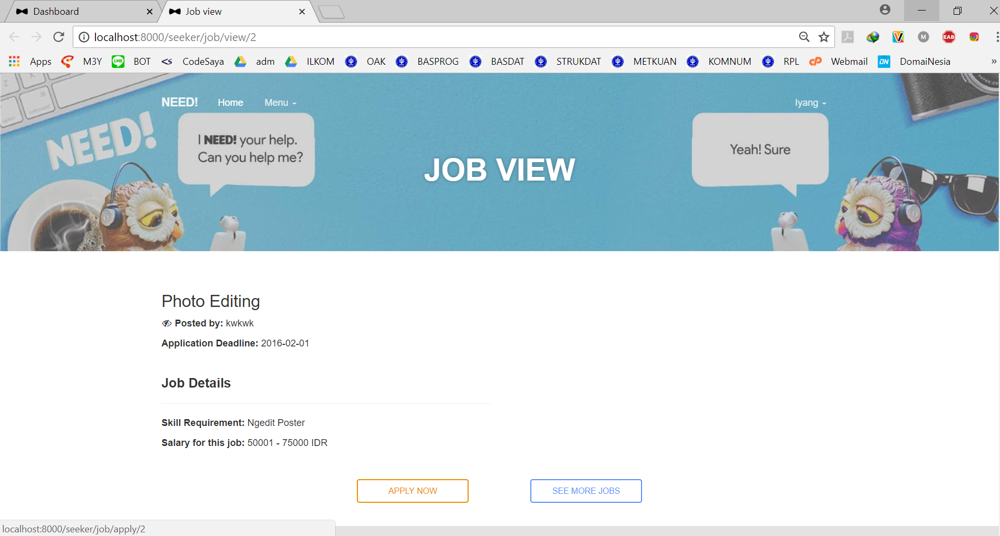 Dashboard
Job view
localhost:8000/seeker/job/view/2
Apps M3Y BOT CodeSaya adm ILKOM OAK BASPROG BASDAT STRUKDAT METKUAN KOMNUM RPL Webmail DomaiNesia »
NEED! Home Menu Iyang
NEED!
I NEED! your help.
Can you help me?
Yeah! Sure
JOB VIEW
Photo Editing
Posted by: kwkwk
Application Deadline: 2016-02-01
Job Details
Skill Requirement: Ngedit Poster
Salary for this job: 50001 - 75000 IDR
APPLY NOW
SEE MORE JOBS
localhost:8000/seeker/job/apply/2